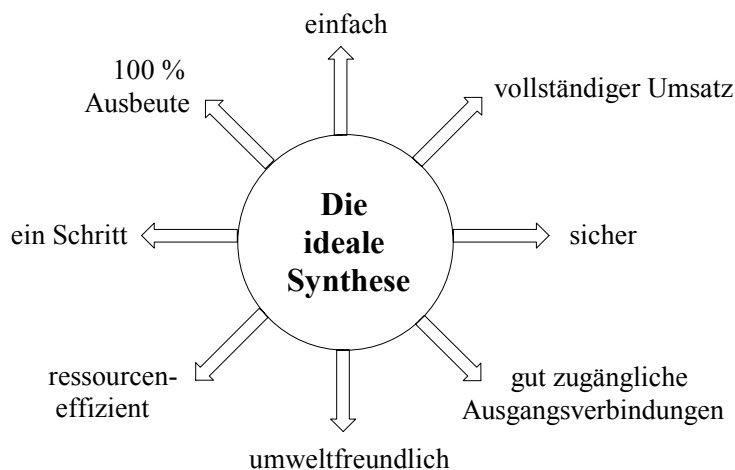 einfach
100 %
Ausbeute
vollständiger Umsatz
ein Schritt
Die
ideale
Synthese
sicher
ressourcen-
effizient
gut zugängliche
Ausgangsverbindungen
umweltfreundlich